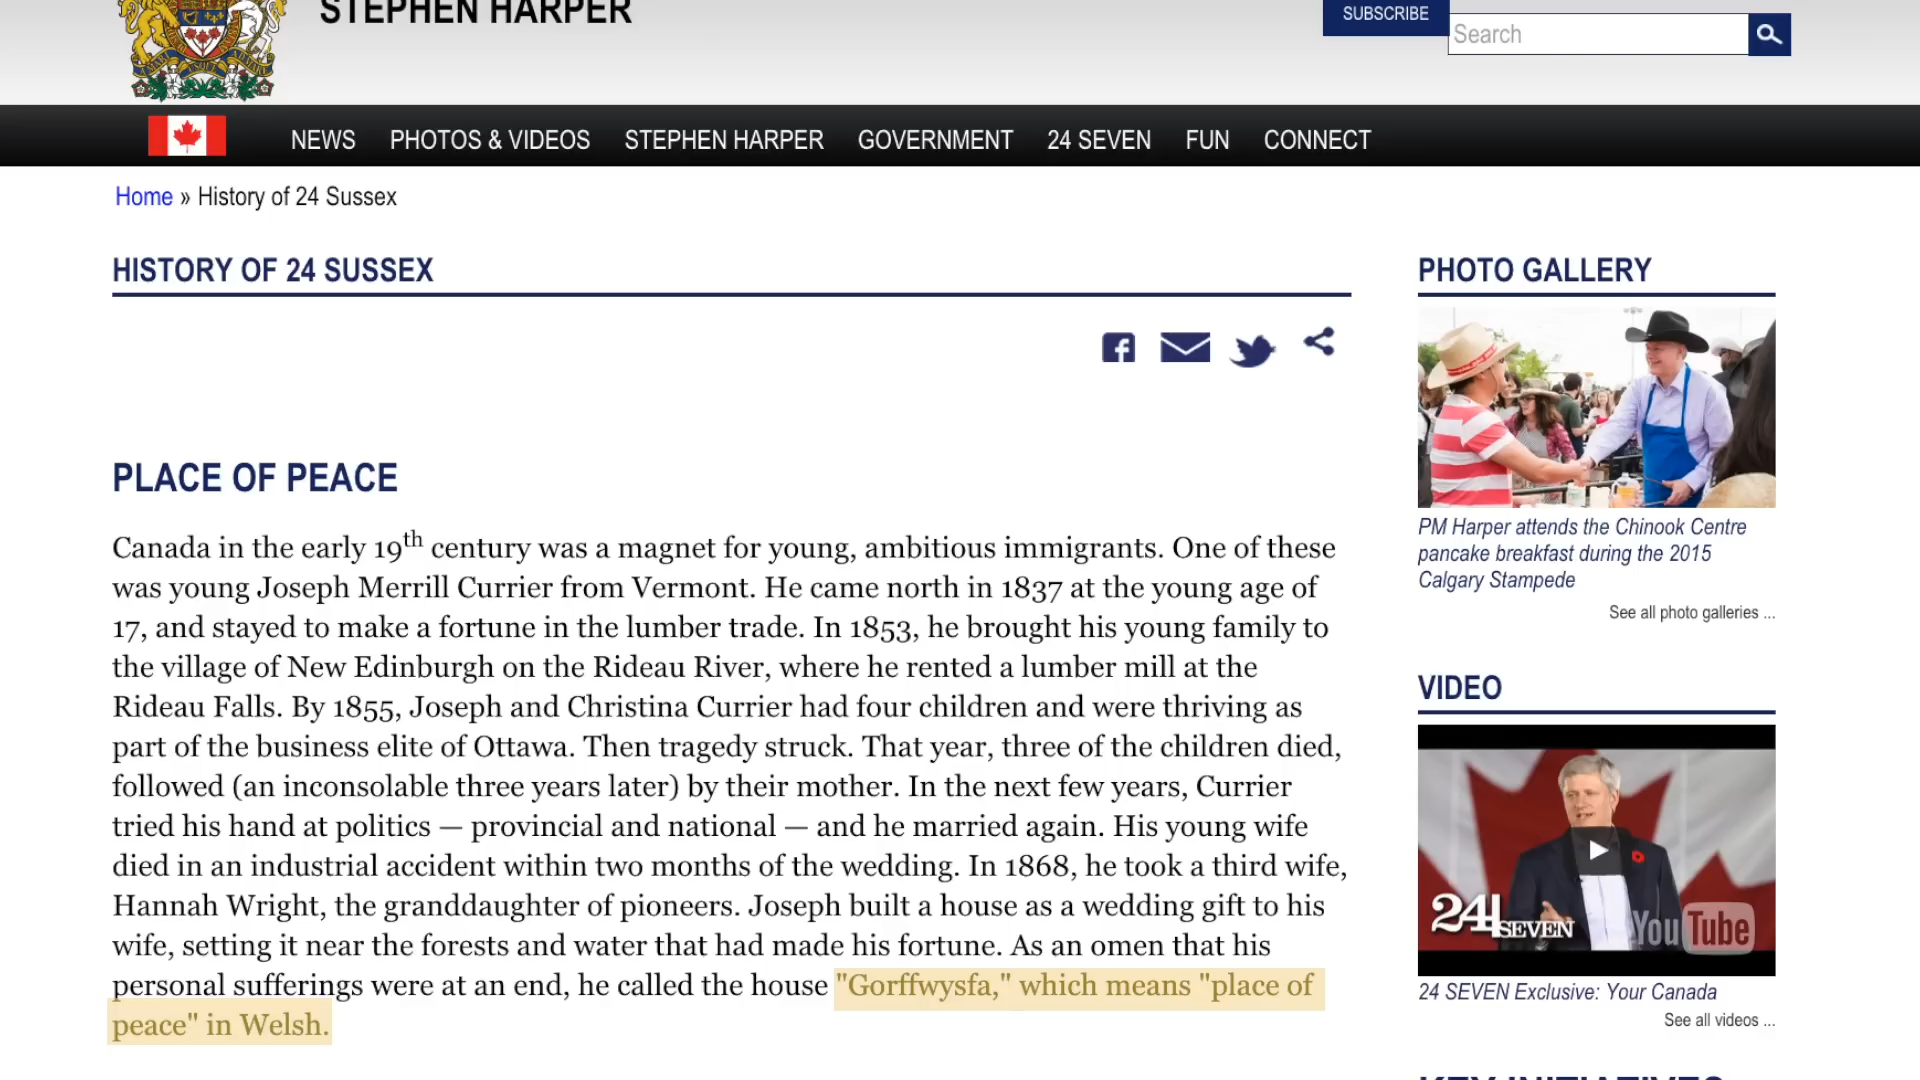 STEPHEN HARPER
SUBSCRIBE
Search
NEWS PHOTOS & VIDEOS STEPHEN HARPER GOVERNMENT 24 SEVEN FUN CONNECT
Home » History of 24 Sussex
HISTORY OF 24 SUSSEX
PLACE OF PEACE
Canada in the early 19th century was a magnet for young, ambitious immigrants. One of these
was young Joseph Merrill Currier from Vermont. He came north in 1837 at the young age of
17, and stayed to make a fortune in the lumber trade. In 1853, he brought his young family to
the village of New Edinburgh on the Rideau River, where he rented a lumber mill at the
Rideau Falls. By 1855, Joseph and Christina Currier had four children and were thriving as
part of the business elite of Ottawa. Then tragedy struck. That year, three of the children died,
followed (an inconsolable three years later) by their mother. In the next few years, Currier
tried his hand at politics — provincial and national — and he married again. His young wife
died in an industrial accident within two months of the wedding. In 1868, he took a third wife,
Hannah Wright, the granddaughter of pioneers. Joseph built a house as a wedding gift to his
wife, setting it near the forests and water that had made his fortune. As an omen that his
personal sufferings were at an end, he called the house "Gorffwysfa," which means "place of
peace" in Welsh.
PHOTO GALLERY
PM Harper attends the Chinook Centre
pancake breakfast during the 2015
Calgary Stampede
See all photo galleries ...
VIDEO
24 SEVEN
YouTube
24 SEVEN Exclusive: Your Canada
See all videos ...
KEY INITIATIVES